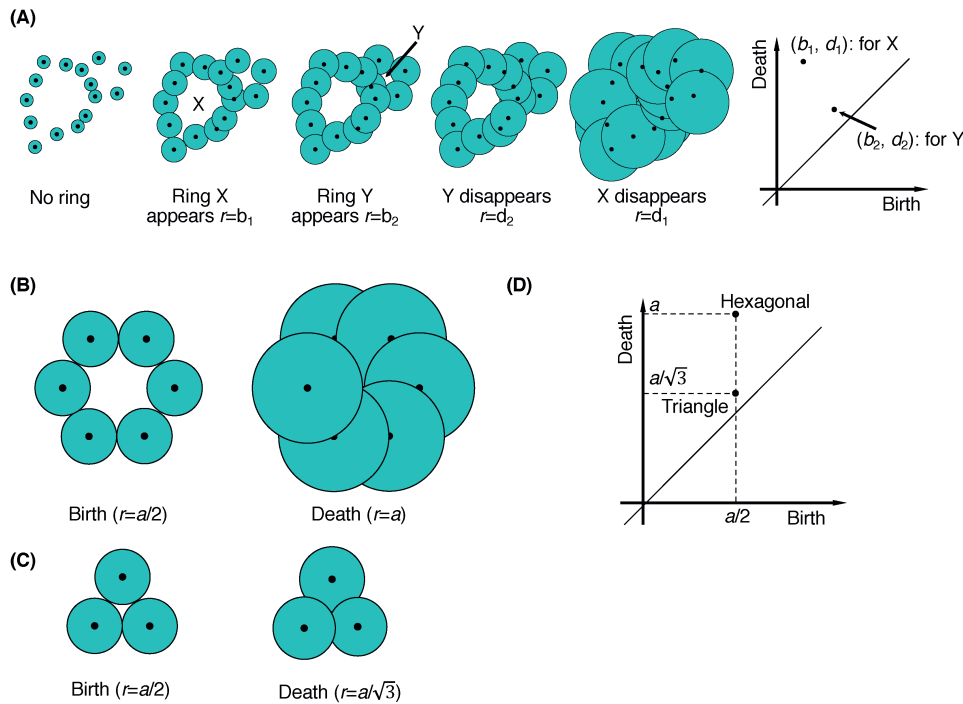 (A)
Y
X
No ring
Ring X
appears r=b₁
Ring Y
appears r=b₂
Y disappears
r=d₂
X disappears
r=d₁
Death
(b₁, d₁): for X
(b₂, d₂): for Y
Birth
(B)
Birth (r=a/2)
Death (r=a)
(C)
Birth (r=a/2)
Death (r=a/√3)
(D)
Death
a
Hexagonal
a/√3
Triangle
a/2
Birth